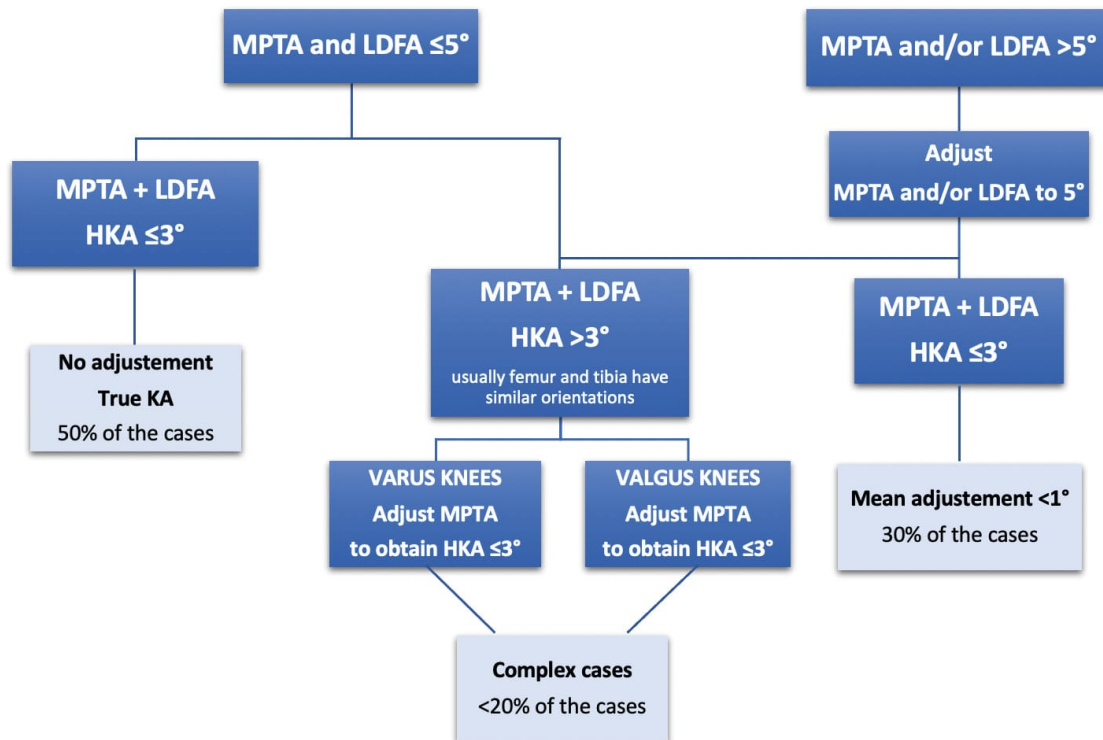 MPTA and LDFA ≤5°
MPTA and/or LDFA >5°
Adjust
MPTA and/or LDFA to 5°
MPTA + LDFA
HKA ≤3°
MPTA + LDFA
HKA >3°
usually femur and tibia have
similar orientations
MPTA + LDFA
HKA ≤3°
No adjustement
True KA
50% of the cases
VARUS KNEES
Adjust MPTA
to obtain HKA ≤3°
VALGUS KNEES
Adjust MPTA
to obtain HKA ≤3°
Mean adjustement <1°
30% of the cases
Complex cases
<20% of the cases